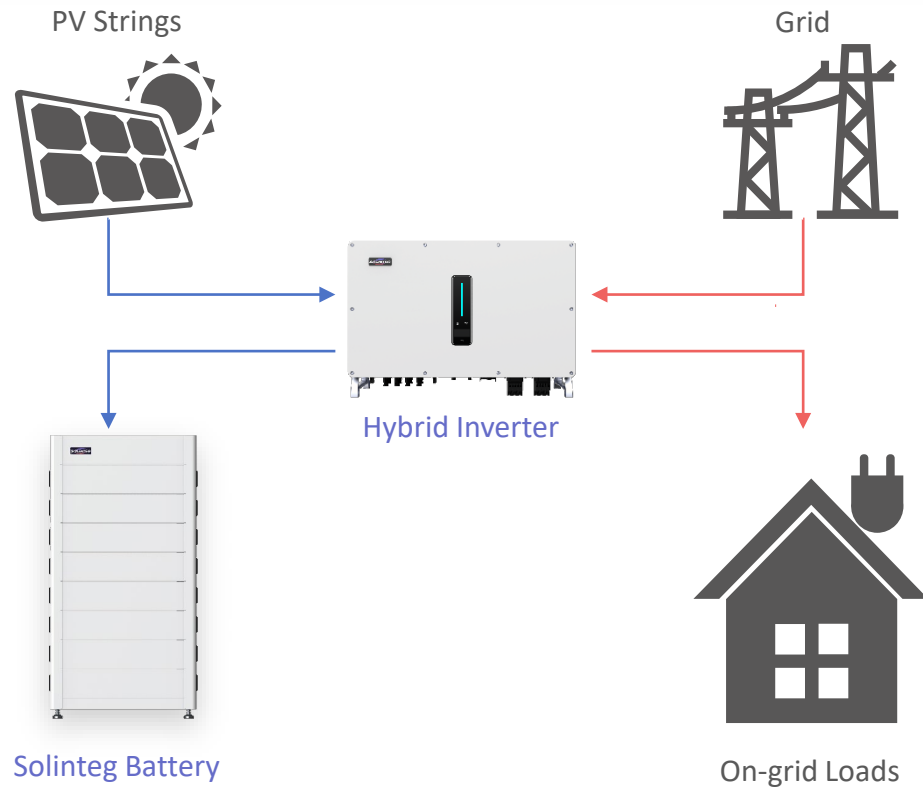 PV Strings
Grid
Hybrid Inverter
Solinteg Battery
On-grid Loads